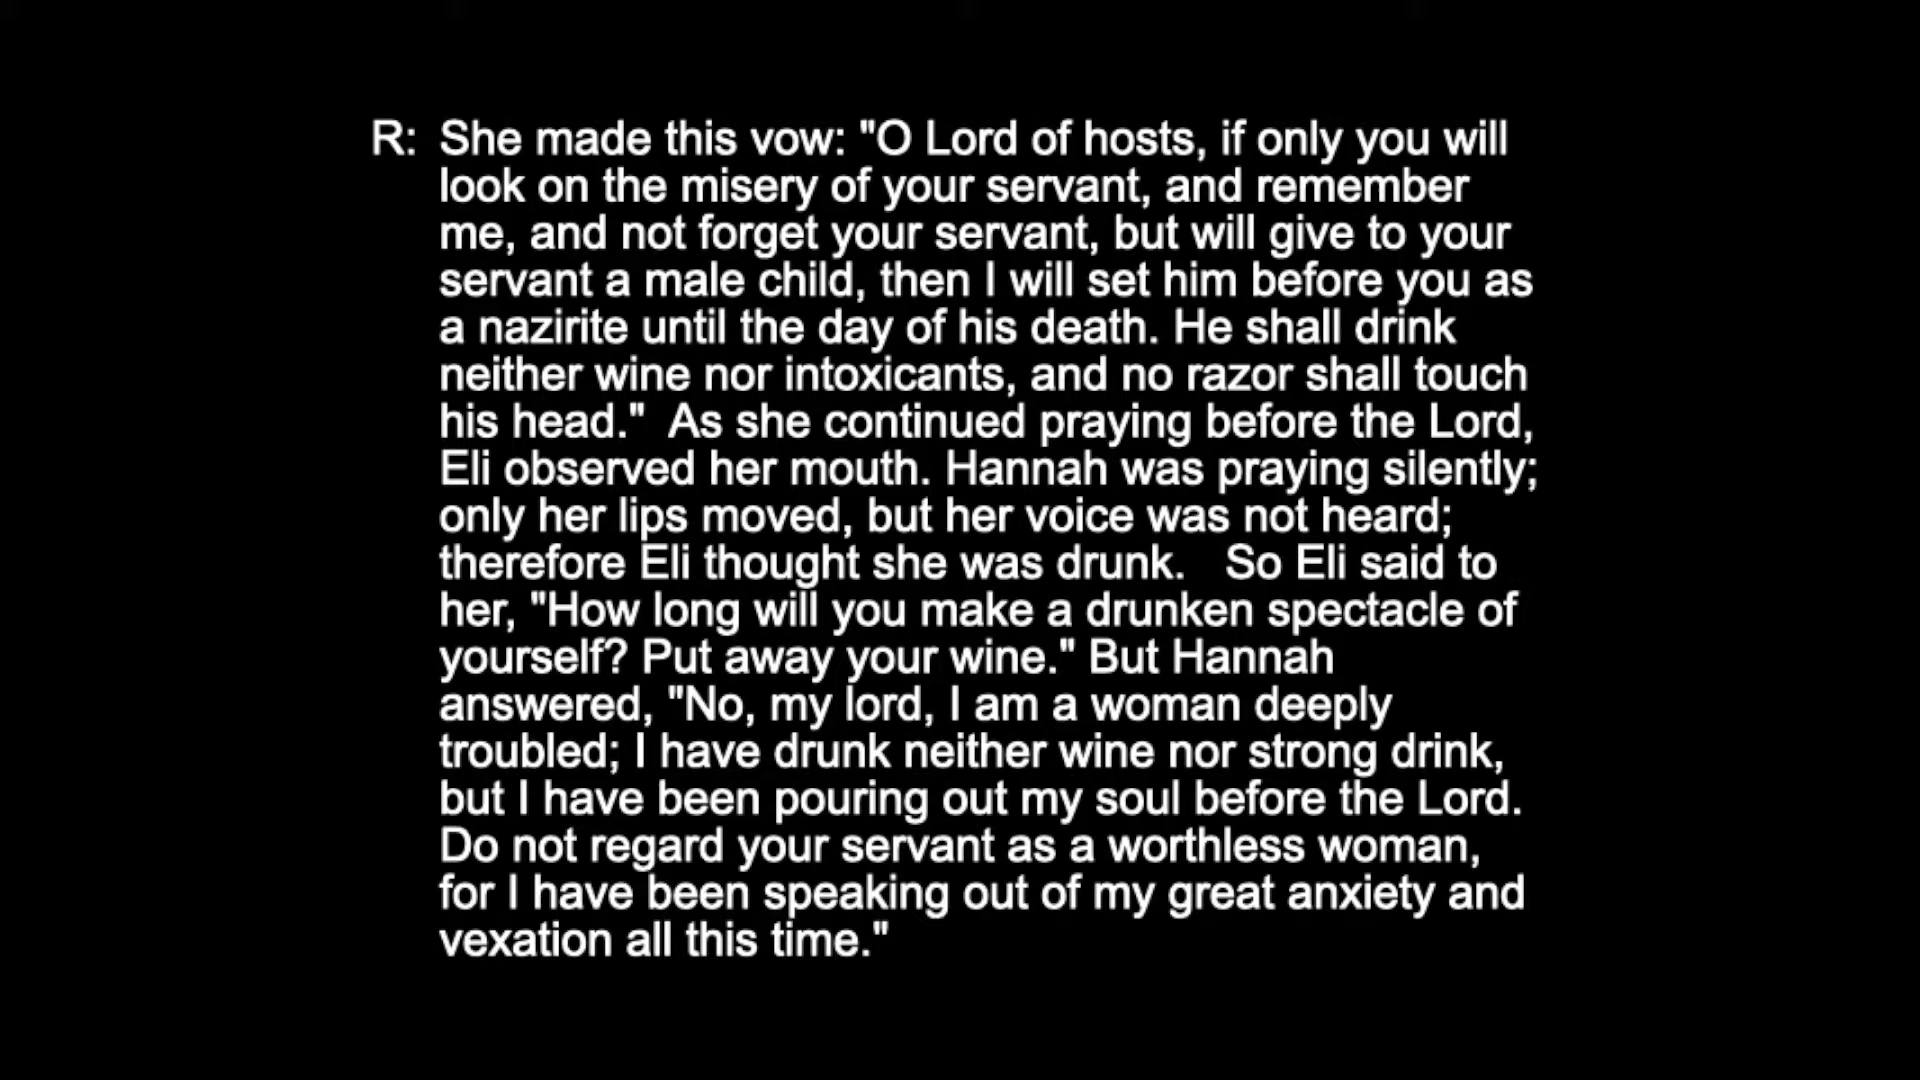 R: She made this vow: "O Lord of hosts, if only you will
look on the misery of your servant, and remember
me, and not forget your servant, but will give to your
servant a male child, then I will set him before you as
a nazirite until the day of his death. He shall drink
neither wine nor intoxicants, and no razor shall touch
his head."  As she continued praying before the Lord,
Eli observed her mouth. Hannah was praying silently;
only her lips moved, but her voice was not heard;
therefore Eli thought she was drunk.   So Eli said to
her, "How long will you make a drunken spectacle of
yourself? Put away your wine." But Hannah
answered, "No, my lord, I am a woman deeply
troubled; I have drunk neither wine nor strong drink,
but I have been pouring out my soul before the Lord.
Do not regard your servant as a worthless woman,
for I have been speaking out of my great anxiety and
vexation all this time."